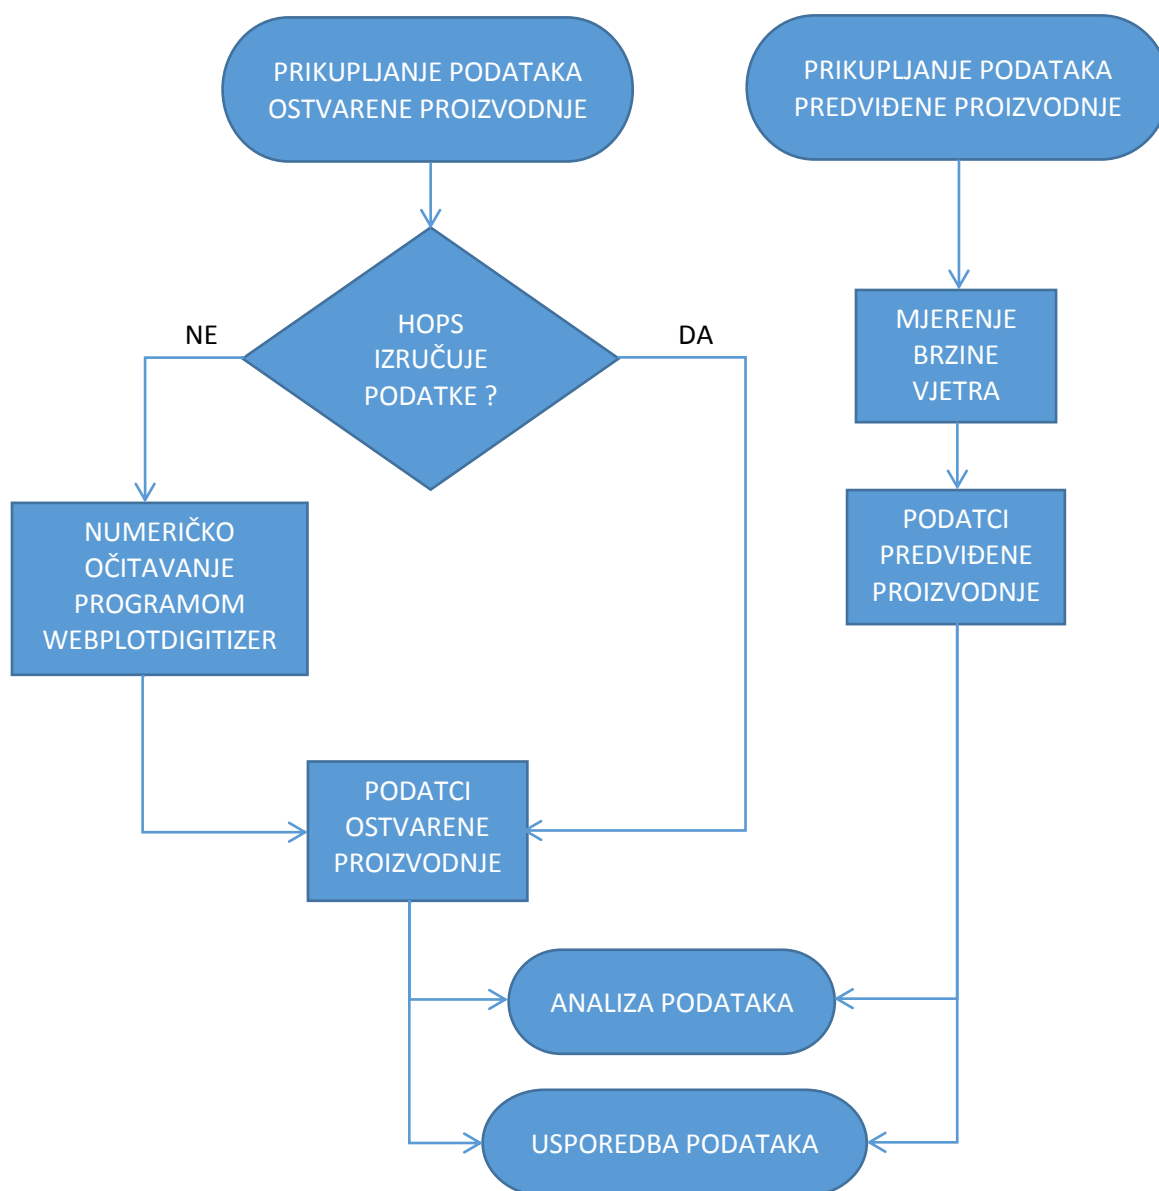 PRIKUPLJANJE PODATAKA
OSTVARENE PROIZVODNJE
PRIKUPLJANJE PODATAKA
PREDVIĐENE PROIZVODNJE
HOPS
IZRUČUJE
PODATKE ?
NE
DA
MJERENJE
BRZINE
VJETRA
NUMERIČKO
OČITAVANJE
PROGRAMOM
WEBPLOTDIGITIZER
PODATCI
PREDVIĐENE
PROIZVODNJE
PODATCI
OSTVARENE
PROIZVODNJE
ANALIZA PODATAKA
USPOREDBA PODATAKA